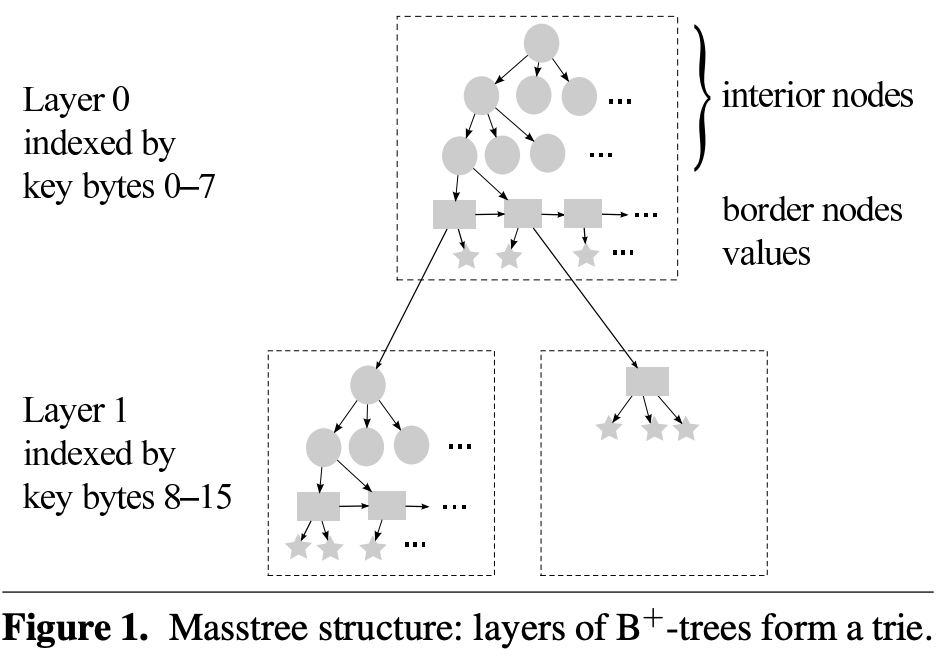 Layer 0
indexed by
key bytes 0–7
interior nodes
...
...
...
border nodes
values
...
Layer 1
indexed by
key bytes 8–15
...
...
...
Figure 1. Masstree structure: layers of B⁺-trees form a trie.